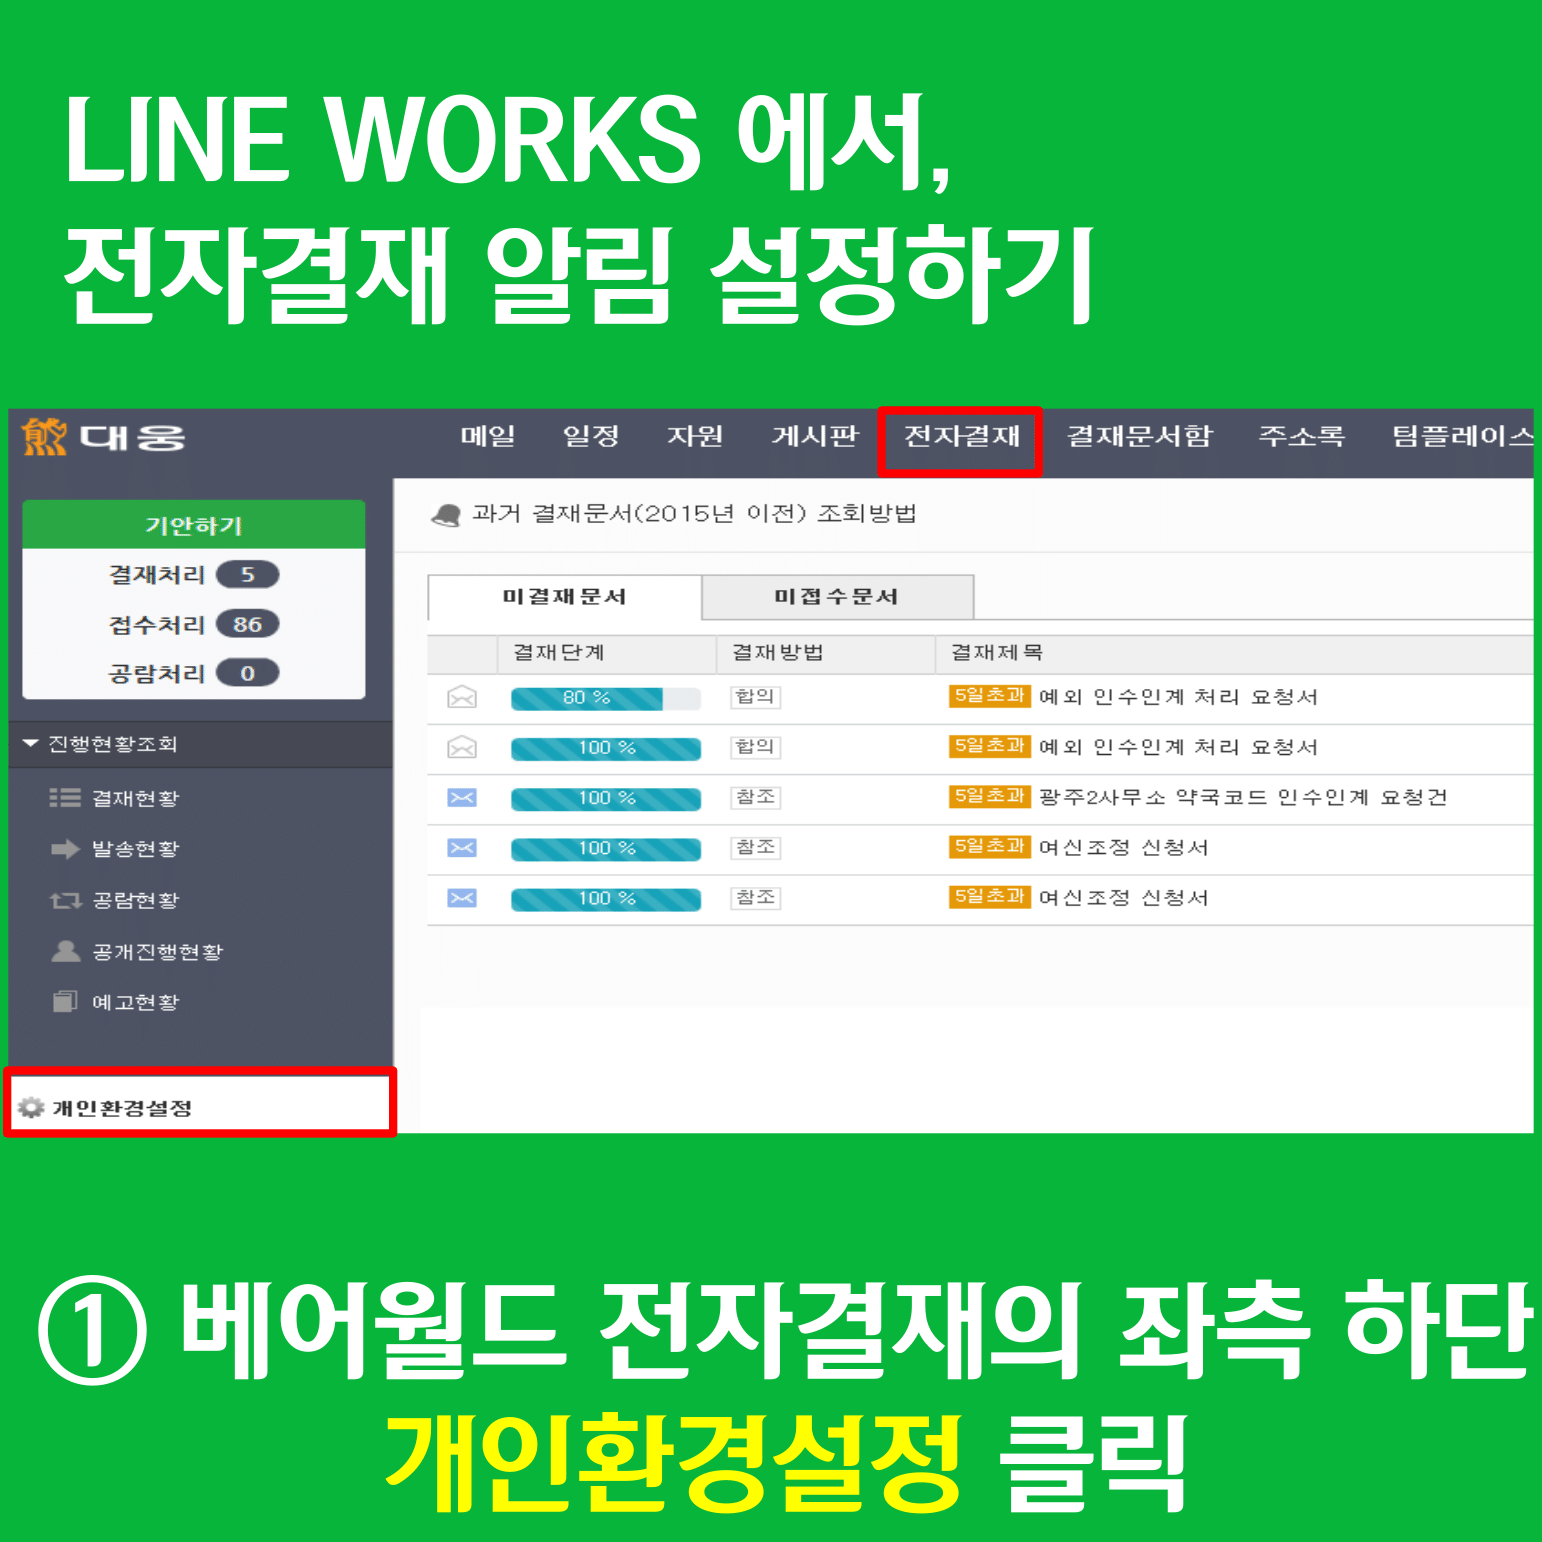 LINE WORKS 에서,
전자결재 알림 설정하기
대웅
메일 일정 자원 게시판 전자결재 결재문서함 주소록 팀플레이스
기안하기
결재처리 5
접수처리 86
공람처리 0
진행현황조회
결재현황
발송현황
공람현황
공개진행현황
예고현황
개인환경설정
과거 결재문서(2015년 이전) 조회방법
미결재문서 미접수문서
결재단계 결재방법 결재제목
80 % 합의 5일초과 예외 인수인계 처리 요청서
100 % 합의 5일초과 예외 인수인계 처리 요청서
100 % 참조 5일초과 광주2사무소 약국코드 인수인계 요청건
100 % 참조 5일초과 여신조정 신청서
100 % 참조 5일초과 여신조정 신청서
① 베어월드 전자결재의 좌측 하단
개인환경설정 클릭